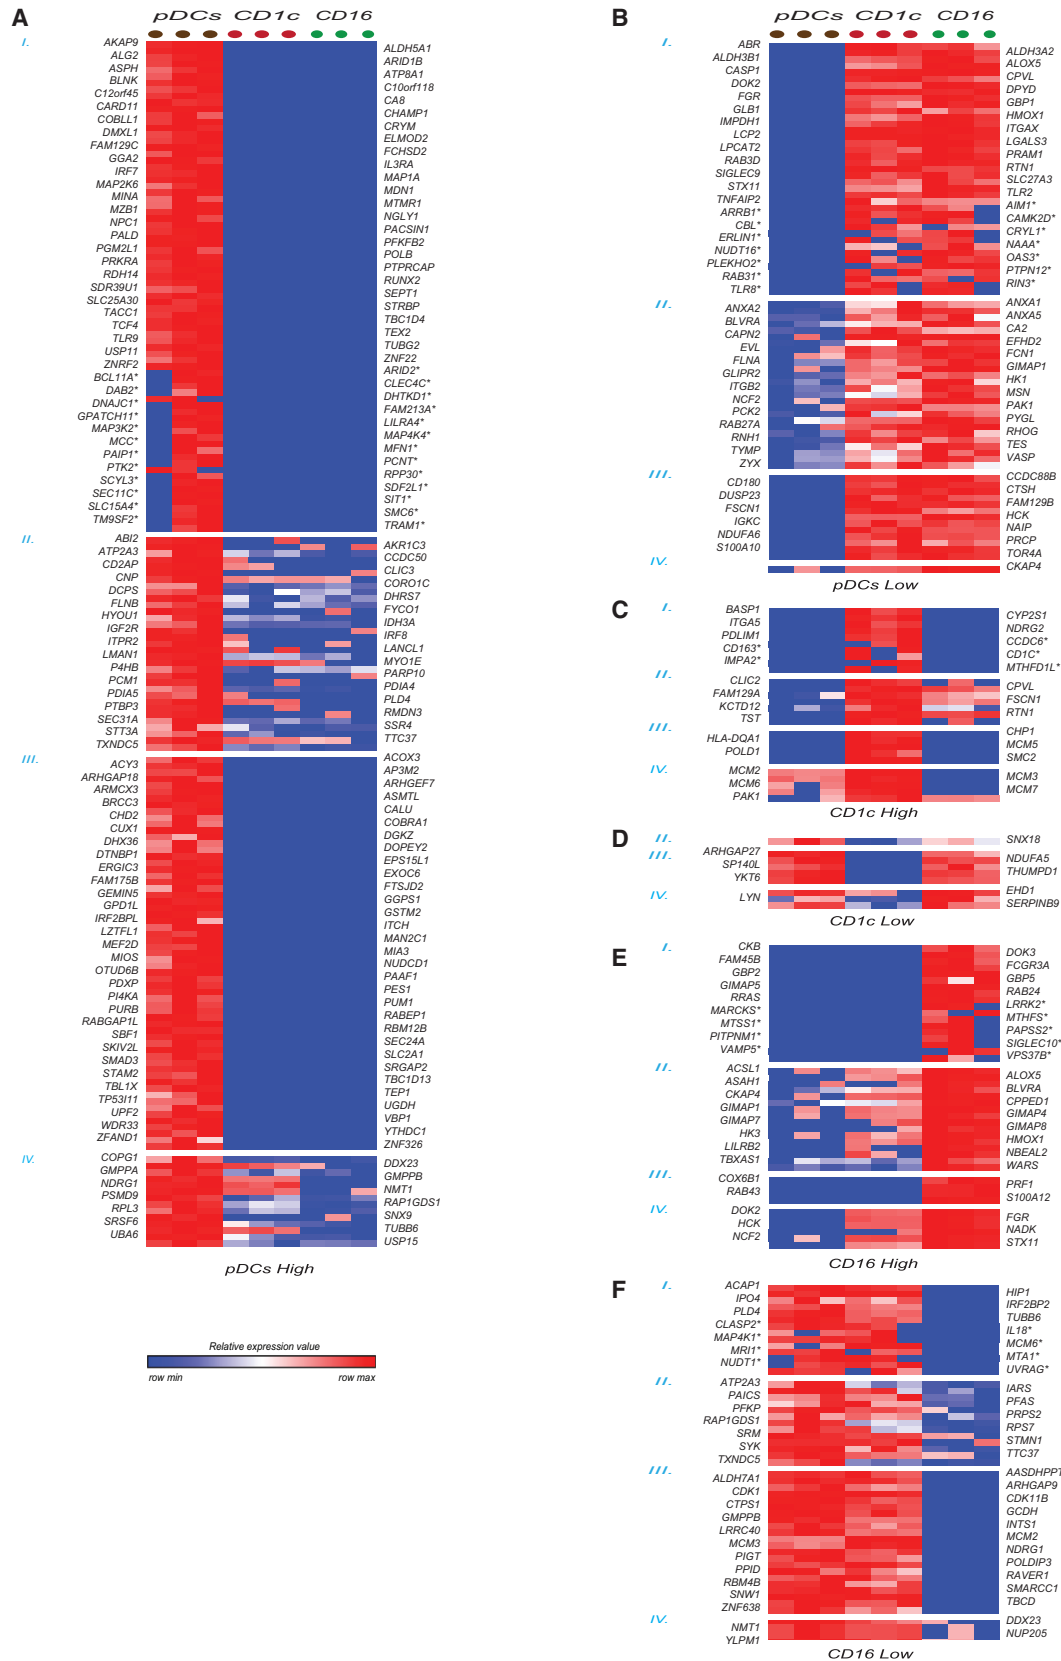 A
pDCs CD1c CD16
I.
AKAP9
ALG2
ASPH
BLNK
C12orf45
CARD11
COBLL1
DMXL1
FAM129C
GGA2
IRF7
MAP2K6
MINA
MZB1
NPC1
PALD
PGM2L1
PRKRA
RDH14
SDR39U1
SLC25A30
TACC1
TCF4
TLR9
USP11
ZNRF2
BCL11A*
DAB2*
DNAJC1*
GPATCH11*
MAP3K2*
MCC*
PAIP1*
PTK2*
SCYL3*
SEC11C*
SLC15A4*
TM9SF2*
ALDH5A1
ARID1B
ATP8A1
C10orf118
CA8
CHAMP1
CRYM
ELMOD2
FCHSD2
IL3RA
MAP1A
MDN1
MTMR1
NGLY1
PACSIN1
PFKFB2
POLB
PTPRCAP
RUNX2
SEPT1
STRBP
TBC1D4
TEX2
TUBG2
ZNF22
ARID2*
CLEC4C*
DHTKD1*
FAM213A*
LILRA4*
MAP4K4*
MFN1*
PCNT*
RPP30*
SDF2L1*
SIT1*
SMC6*
TRAM1*
II.
ABI2
ATP2A3
CD2AP
CNP
DCPS
FLNB
HYOU1
IGF2R
ITPR2
LMAN1
P4HB
PCM1
PDIA5
PTBP3
SEC31A
STT3A
TXNDC5
AKR1C3
CCDC50
CLIC3
CORO1C
DHRS7
FYCO1
IDH3A
IRF8
LANCL1
MYO1E
PARP10
PDIA4
PLD4
RMDN3
SSR4
TTC37
III.
ACY3
ARHGAP18
ARMCX3
BRCC3
CHD2
CUX1
DHX36
DTNBP1
ERGIC3
FAM175B
GEMIN5
GPD1L
IRF2BPL
LZTFL1
MEF2D
MIOS
OTUD6B
PDXP
PI4KA
PURB
RABGAP1L
SBF1
SKIV2L
SMAD3
STAM2
TBL1X
TP53I11
UPF2
WDR33
ZFAND1
ACOX3
AP3M2
ARHGEF7
ASMTL
CALU
COBRA1
DGKZ
DOPEY2
EPS15L1
EXOC6
FTSJD2
GGPS1
GSTM2
ITCH
MAN2C1
MIA3
NUDCD1
PAAF1
PES1
PUM1
RABEP1
RBM12B
SEC24A
SLC2A1
SRGAP2
TBC1D13
TEP1
UGDH
VBP1
YTHDC1
ZNF326
IV.
COPG1
GMPPA
NDRG1
PSMD9
RPL3
SRSF6
UBA6
DDX23
GMPPB
NMT1
RAP1GDS1
SNX9
TUBB6
USP15
pDCs High
Relative expression value
row min row max
B
pDCs CD1c CD16
I.
ABR
ALDH3B1
CASP1
DOK2
FGR
GLB1
IMPDH1
LCP2
LPCAT2
RAB3D
SIGLEC9
STX11
TNFAIP2
ARRB1*
CBL*
ERLIN1*
NUDT16*
PLEKHO2*
RAB31*
TLR8*
ALDH3A2
ALOX5
CPVL
DPYD
GBP1
HMOX1
ITGAX
LGALS3
PRAM1
RTN1
SLC27A3
TLR2
AIM1*
CAMK2D*
CRYL1*
NAAA*
OAS3*
PTPN12*
RIN3*
II.
ANXA2
BLVRA
CAPN2
EVL
FLNA
GLIPR2
ITGB2
NCF2
PCK2
RAB27A
RNH1
TYMP
ZYX
ANXA1
ANXA5
CA2
EFHD2
FCN1
GIMAP1
HK1
MSN
PAK1
PYGL
RHOG
TES
VASP
III.
CD180
DUSP23
FSCN1
IGKC
NDUFA6
S100A10
CCDC88B
CTSH
FAM129B
HCK
NAIP
PRCP
TOR4A
IV.
CKAP4
pDCs Low
C
I.
BASP1
ITGA5
PDLIM1
CD163*
IMPA2*
CYP2S1
NDRG2
CCDC6*
CD1C*
MTHFD1L*
II.
CLIC2
FAM129A
KCTD12
TST
CPVL
FSCN1
RTN1
III.
HLA-DQA1
POLD1
CHP1
MCM5
SMC2
IV.
MCM2
MCM6
PAK1
MCM3
MCM7
CD1c High
D
II.
SNX18
III.
ARHGAP27
SP140L
YKT6
NDUFA5
THUMPD1
IV.
LYN
EHD1
SERPINB9
CD1c Low
E
I.
CKB
FAM45B
GBP2
GIMAP5
RRAS
MARCKS*
MTSS1*
PITPNM1*
VAMP5*
DOK3
FCGR3A
GBP5
RAB24
LRRK2*
MTHFS*
PAPSS2*
SIGLEC10*
VPS37B*
II.
ACSL1
ASAH1
CKAP4
GIMAP1
GIMAP7
HK3
LILRB2
TBXAS1
ALOX5
BLVRA
CPPED1
GIMAP4
GIMAP8
HMOX1
NBEAL2
WARS
III.
COX6B1
RAB43
PRF1
S100A12
IV.
DOK2
HCK
NCF2
FGR
NADK
STX11
CD16 High
F
I.
ACAP1
IPO4
PLD4
CLASP2*
MAP4K1*
MRI1*
NUDT1*
HIP1
IRF2BP2
TUBB6
IL18*
MCM6*
MTA1*
UVRAG*
II.
ATP2A3
PAICS
PFKP
RAP1GDS1
SRM
SYK
TXNDC5
IARS
PFAS
PRPS2
RPS7
STMN1
TTC37
III.
ALDH7A1
CDK1
CTPS1
GMPPB
LRRC40
MCM3
PIGT
PPID
RBM4B
SNW1
ZNF638
AASDHPPT
ARHGAP9
CDK11B
GCDH
INTS1
MCM2
NDRG1
POLDIP3
RAVER1
SMARCC1
TBCD
IV.
NMT1
YLPM1
DDX23
NUP205
CD16 Low